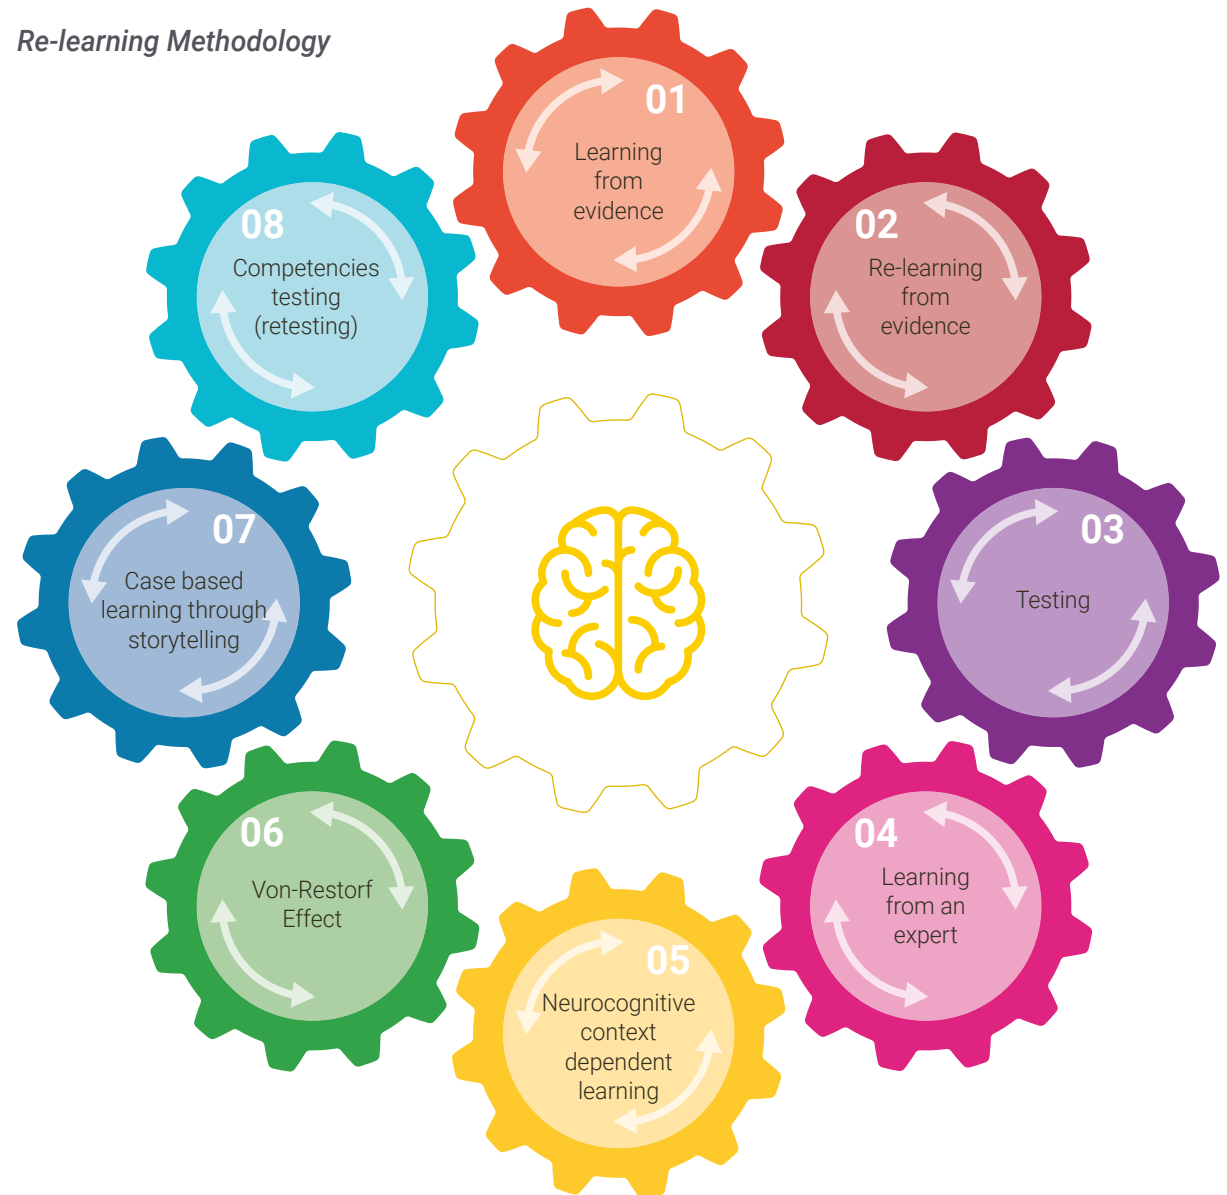 Re-learning Methodology
01
Learning
from
evidence
02
Re-learning
from
evidence
03
Testing
04
Learning
from an
expert
05
Neurocognitive
context
dependent
learning
06
Von-Restorf
Effect
07
Case based
learning through
storytelling
08
Competencies
testing
(retesting)